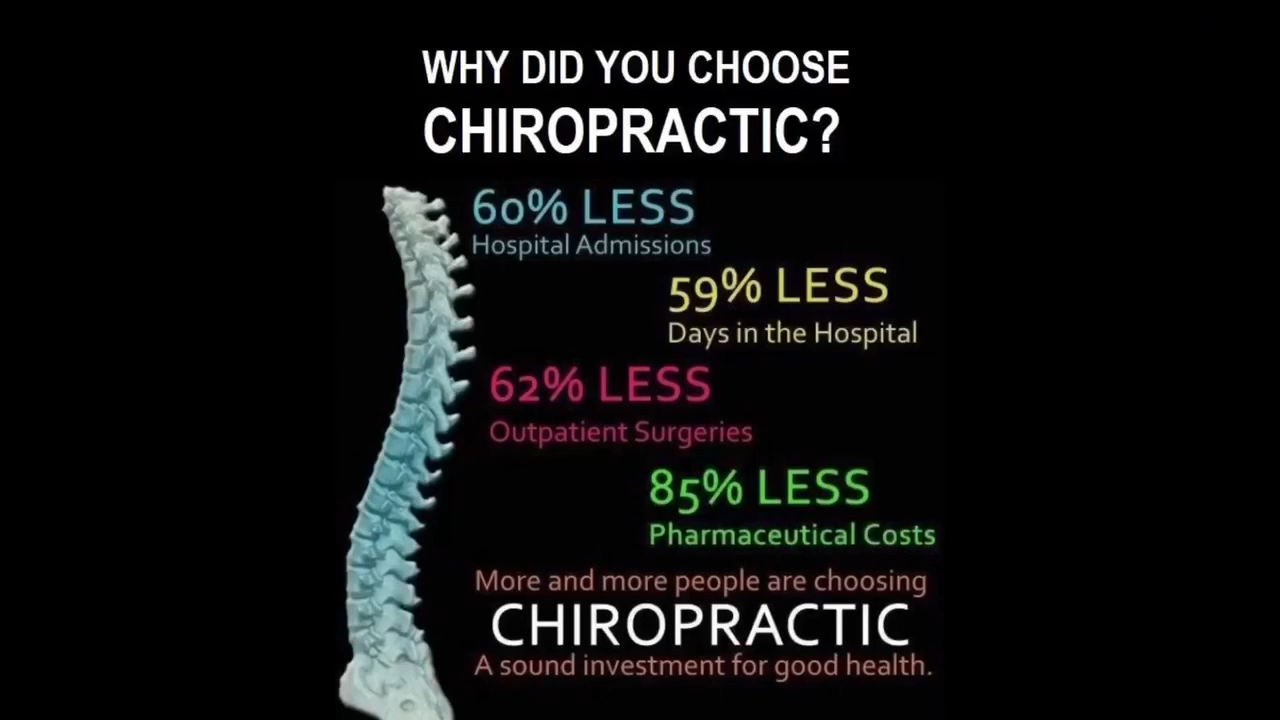 WHY DID YOU CHOOSE
CHIROPRACTIC?
60% LESS
Hospital Admissions
59% LESS
Days in the Hospital
62% LESS
Outpatient Surgeries
85% LESS
Pharmaceutical Costs
More and more people are choosing
CHIROPRACTIC
A sound investment for good health.